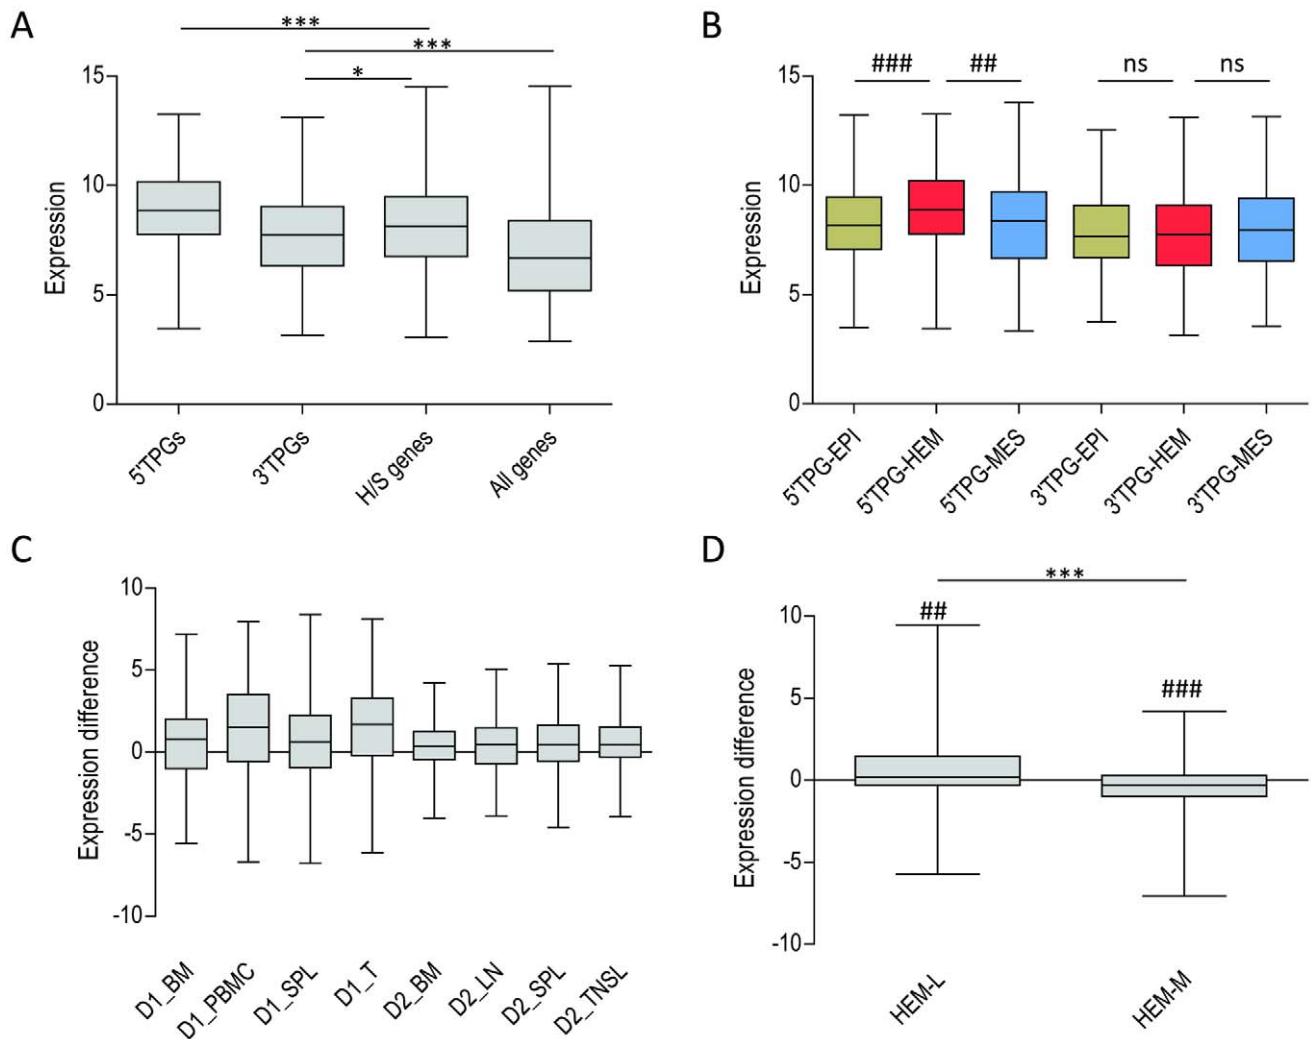 A
***
***
*
15
10
5
0
Expression
5'TPGs
3'TPGs
H/S genes
All genes
B
###
##
ns
ns
15
10
5
0
Expression
5'TPG-EPI
5'TPG-HEM
5'TPG-MES
3'TPG-EPI
3'TPG-HEM
3'TPG-MES
C
10
5
0
-5
-10
Expression difference
D1_BM
D1_PBMC
D1_SPL
D1_T
D2_BM
D2_LN
D2_SPL
D2_TNSL
D
***
##
###
10
5
0
-5
-10
Expression difference
HEM-L
HEM-M